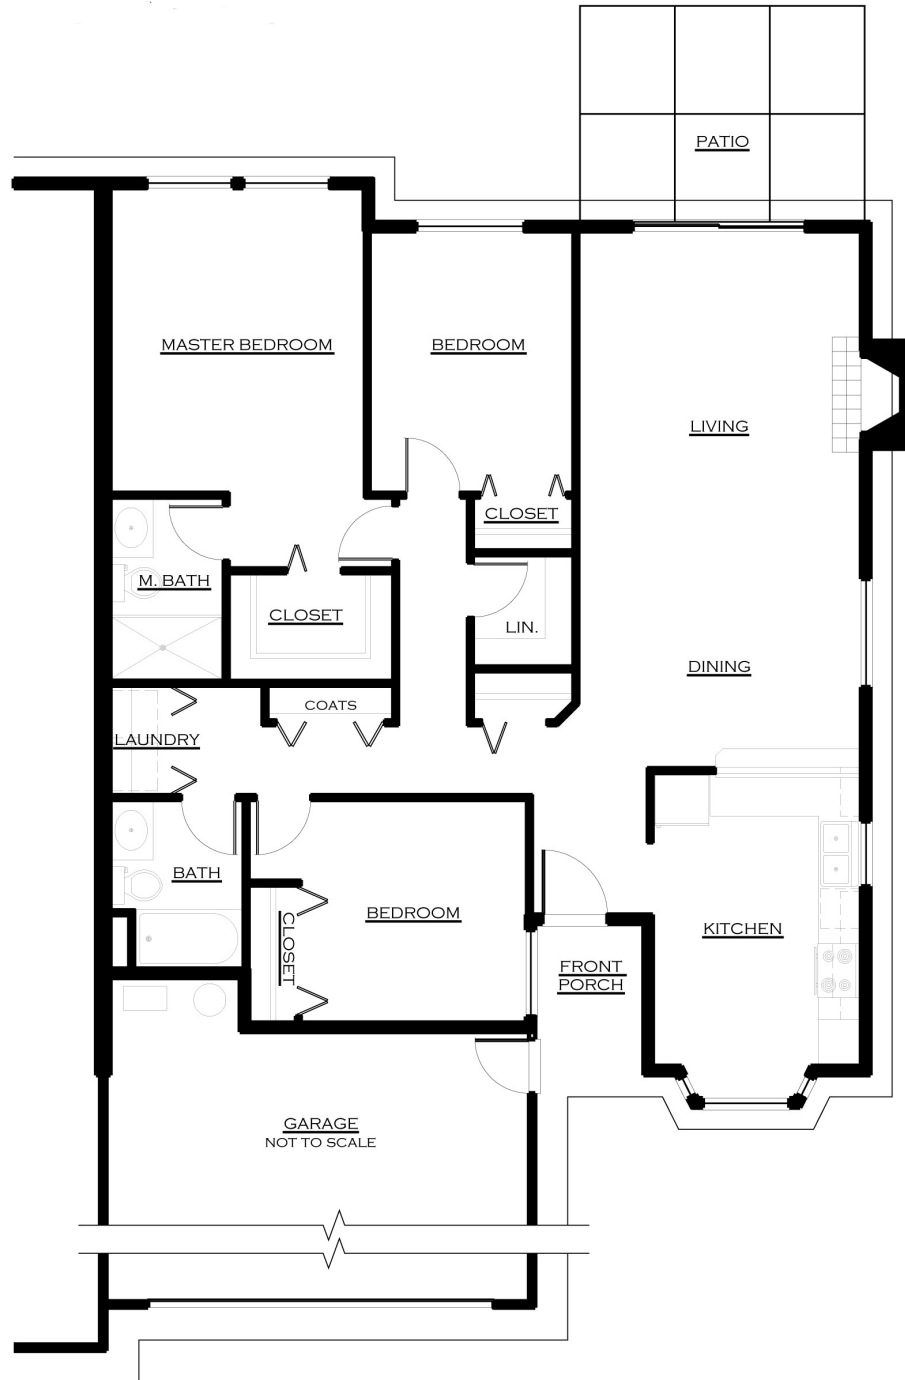 PATIO
MASTER BEDROOM
BEDROOM
LIVING
CLOSET
M. BATH
CLOSET
LIN.
DINING
COATS
LAUNDRY
BATH
BEDROOM
CLOSET
KITCHEN
FRONT
PORCH
GARAGE
NOT TO SCALE